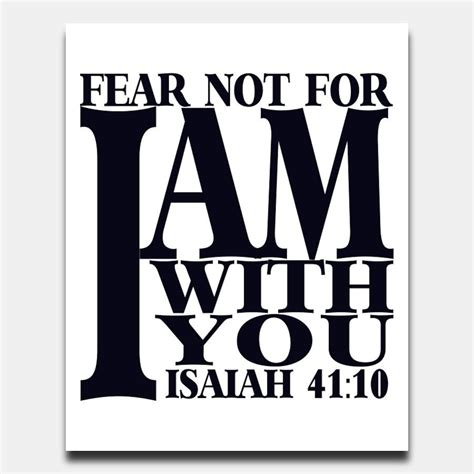 FEAR NOT FOR
I AM
WITH
YOU
ISAIAH 41:10